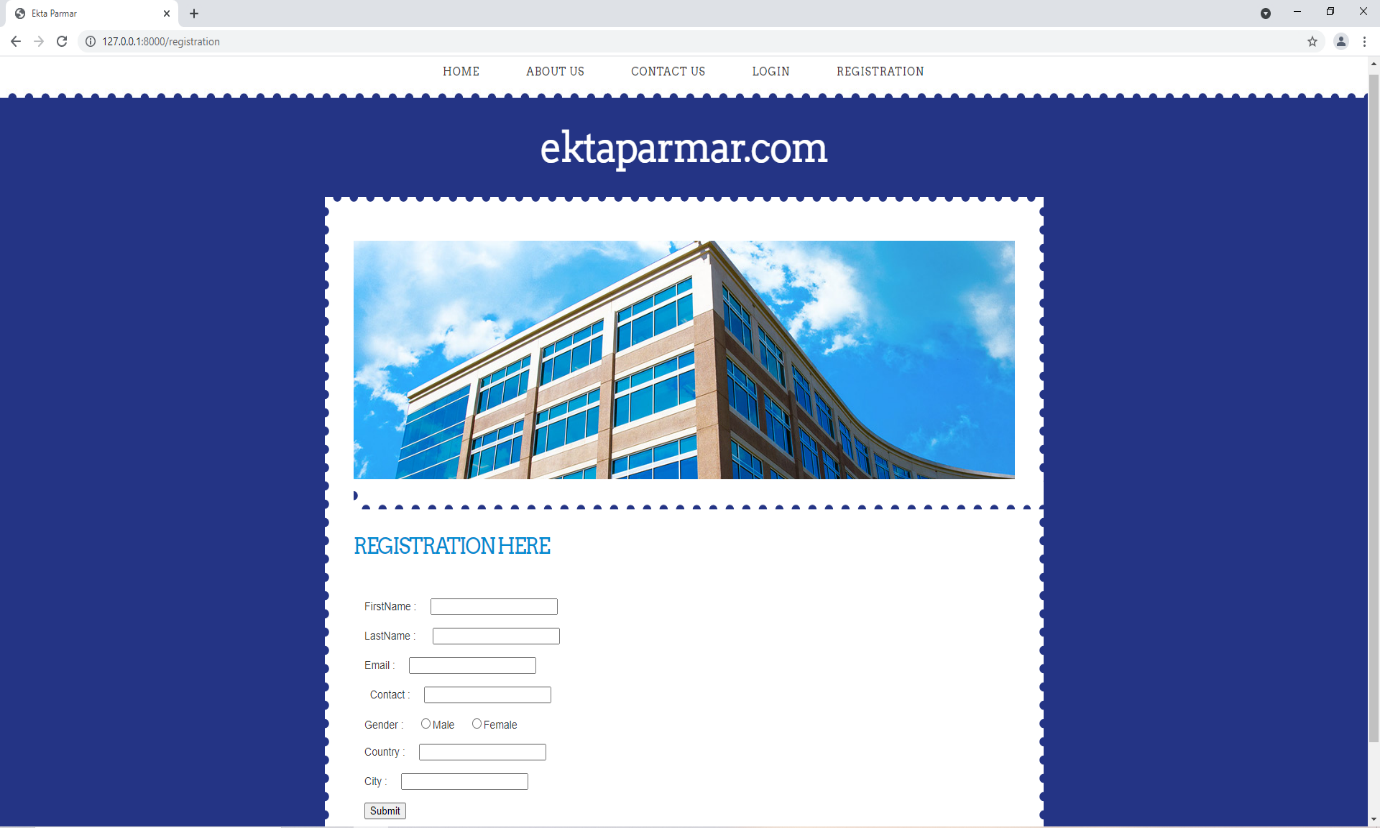 Ekta Parmar
127.0.0.1:8000/registration
HOME ABOUT US CONTACT US LOGIN REGISTRATION
ektaparmar.com
REGISTRATION HERE
FirstName :
LastName :
Email :
Contact :
Gender : Male Female
Country :
City :
Submit